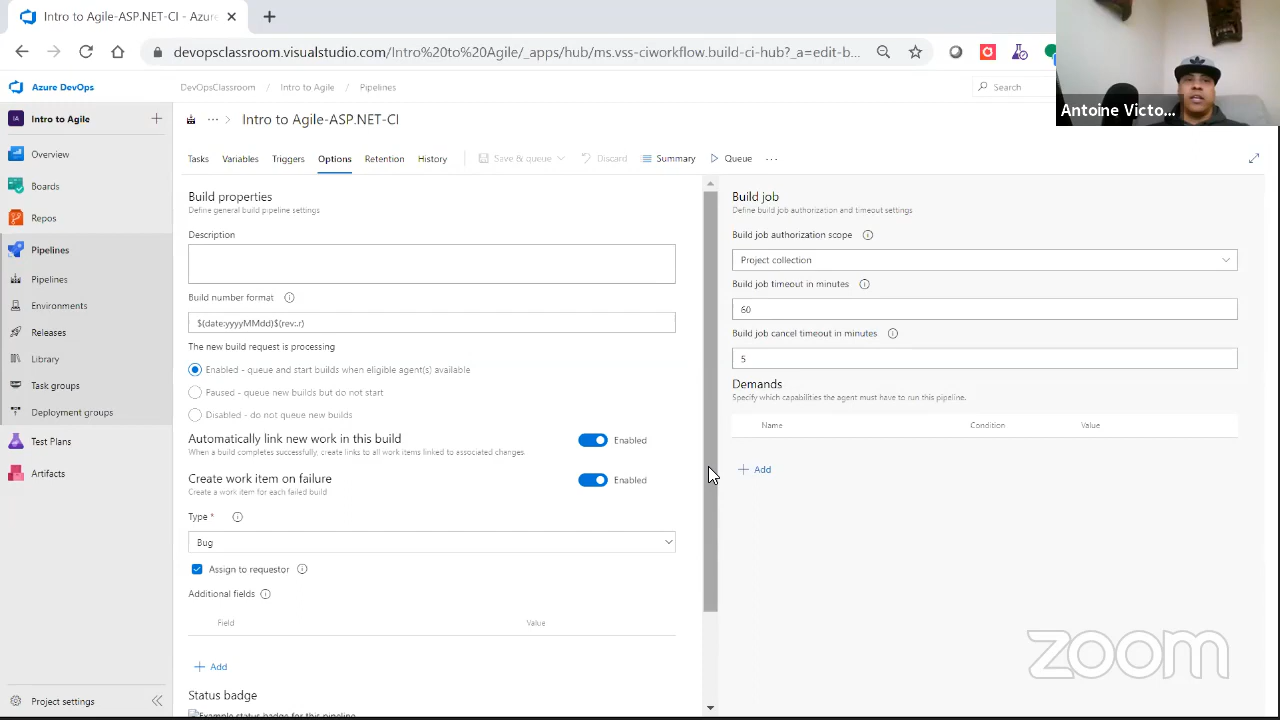 Intro to Agile-ASP.NET-CI - Azur
devopsclassroom.visualstudio.com/Intro%20to%20Agile/_apps/hub/ms.vss-ciworkflow.build-ci-hub?_a=edit-b...
Azure DevOps
DevOpsClassroom / Intro to Agile / Pipelines
Search
Antoine Victo...
IA Intro to Agile
Intro to Agile-ASP.NET-CI
Overview
Boards
Repos
Pipelines
Pipelines
Environments
Releases
Library
Task groups
Deployment groups
Test Plans
Artifacts
Project settings
Tasks Variables Triggers Options Retention History Save & queue Discard Summary Queue ...
Build properties
Define general build pipeline settings
Description
Build number format
$(date:yyyyMMdd)$(rev:.r)
The new build request is processing
Enabled - queue and start builds when eligible agent(s) available
Paused - queue new builds but do not start
Disabled - do not queue new builds
Automatically link new work in this build Enabled
When a build completes successfully, create links to all work items linked to associated changes.
Create work item on failure Enabled
Create a work item for each failed build
Type *
Bug
Assign to requestor
Additional fields
Field Value
+ Add
Status badge
Example status badge for this pipeline
Build job
Define build job authorization and timeout settings
Build job authorization scope
Project collection
Build job timeout in minutes
60
Build job cancel timeout in minutes
5
Demands
Specify which capabilities the agent must have to run this pipeline.
Name Condition Value
+ Add
zoom